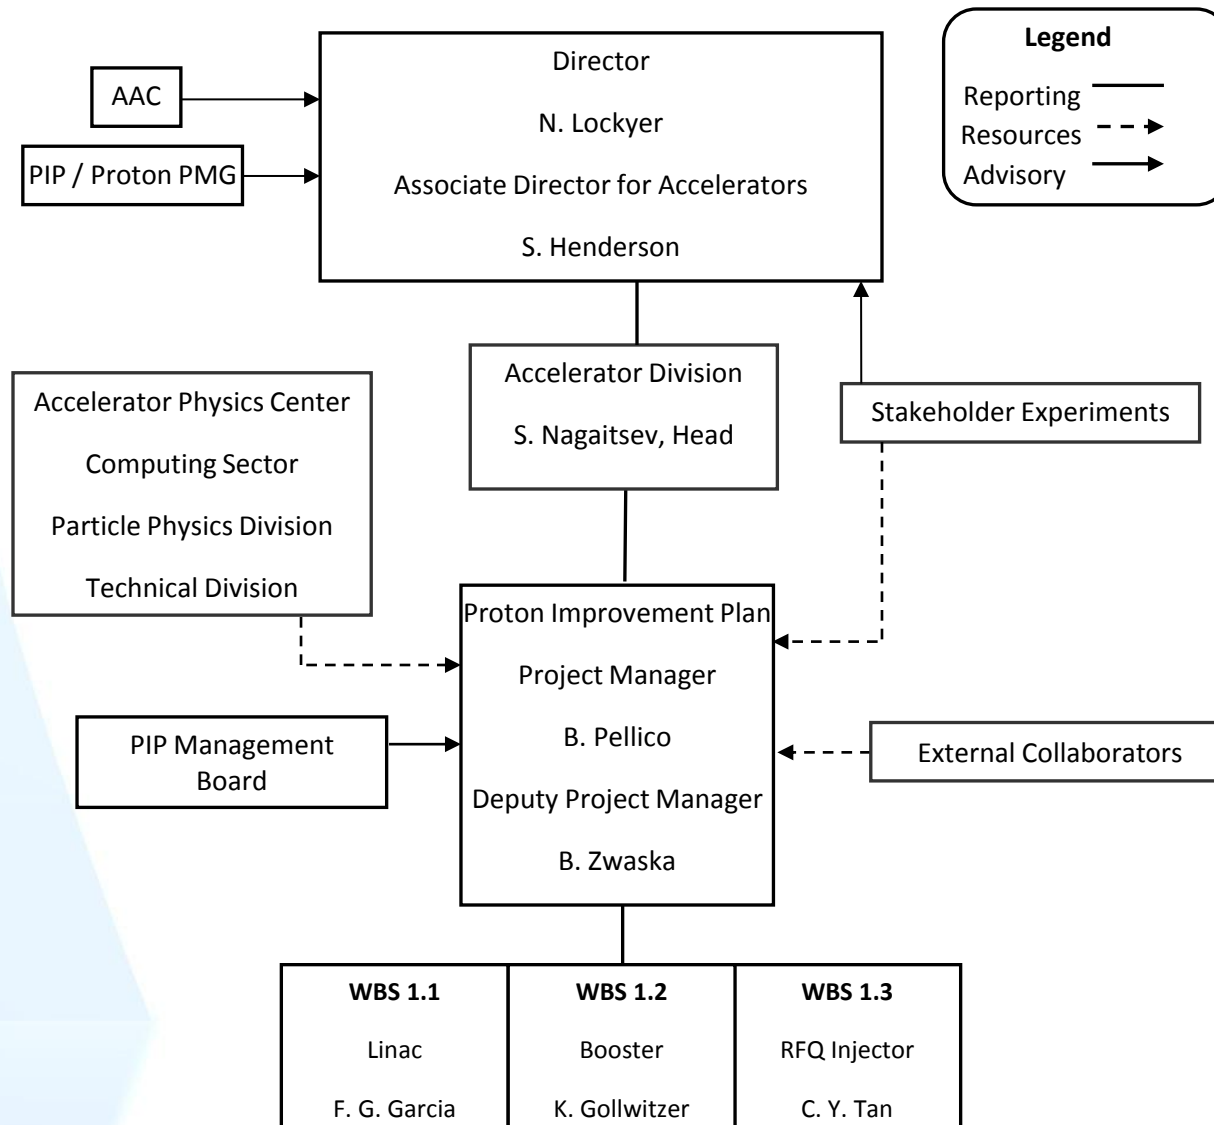 Director
N. Lockyer
Associate Director for Accelerators
S. Henderson
Legend
Reporting
Resources
Advisory
AAC
PIP / Proton PMG
Accelerator Division
S. Nagaitsev, Head
Stakeholder Experiments
Accelerator Physics Center
Computing Sector
Particle Physics Division
Technical Division
Proton Improvement Plan
Project Manager
B. Pellico
Deputy Project Manager
B. Zwaska
PIP Management
Board
External Collaborators
WBS 1.1
Linac
F. G. Garcia
WBS 1.2
Booster
K. Gollwitzer
WBS 1.3
RFQ Injector
C. Y. Tan